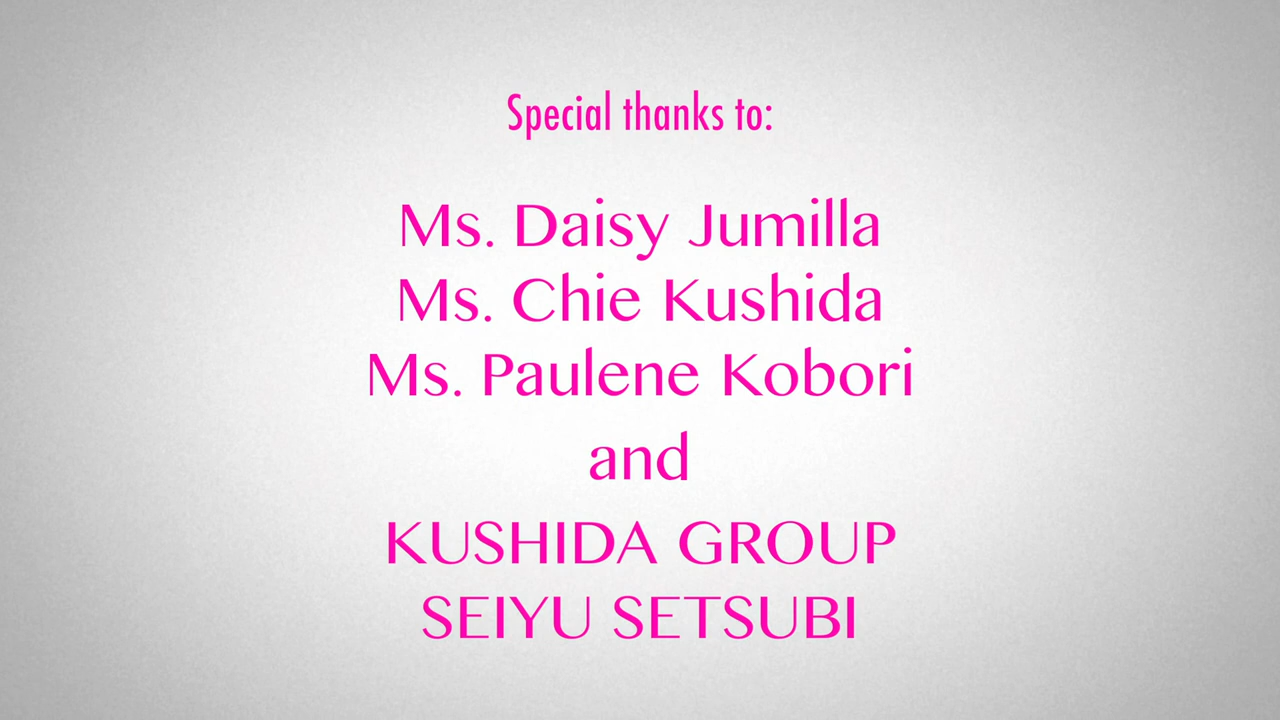 Special thanks to:
Ms. Daisy Jumilla
Ms. Chie Kushida
Ms. Paulene Kobori
and
KUSHIDA GROUP
SEIYU SETSUBI